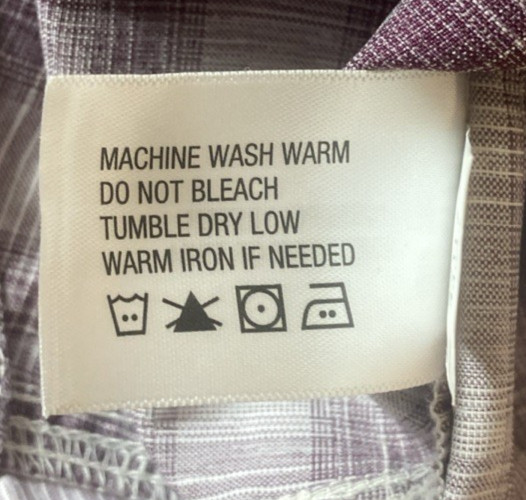 MACHINE WASH WARM
DO NOT BLEACH
TUMBLE DRY LOW
WARM IRON IF NEEDED